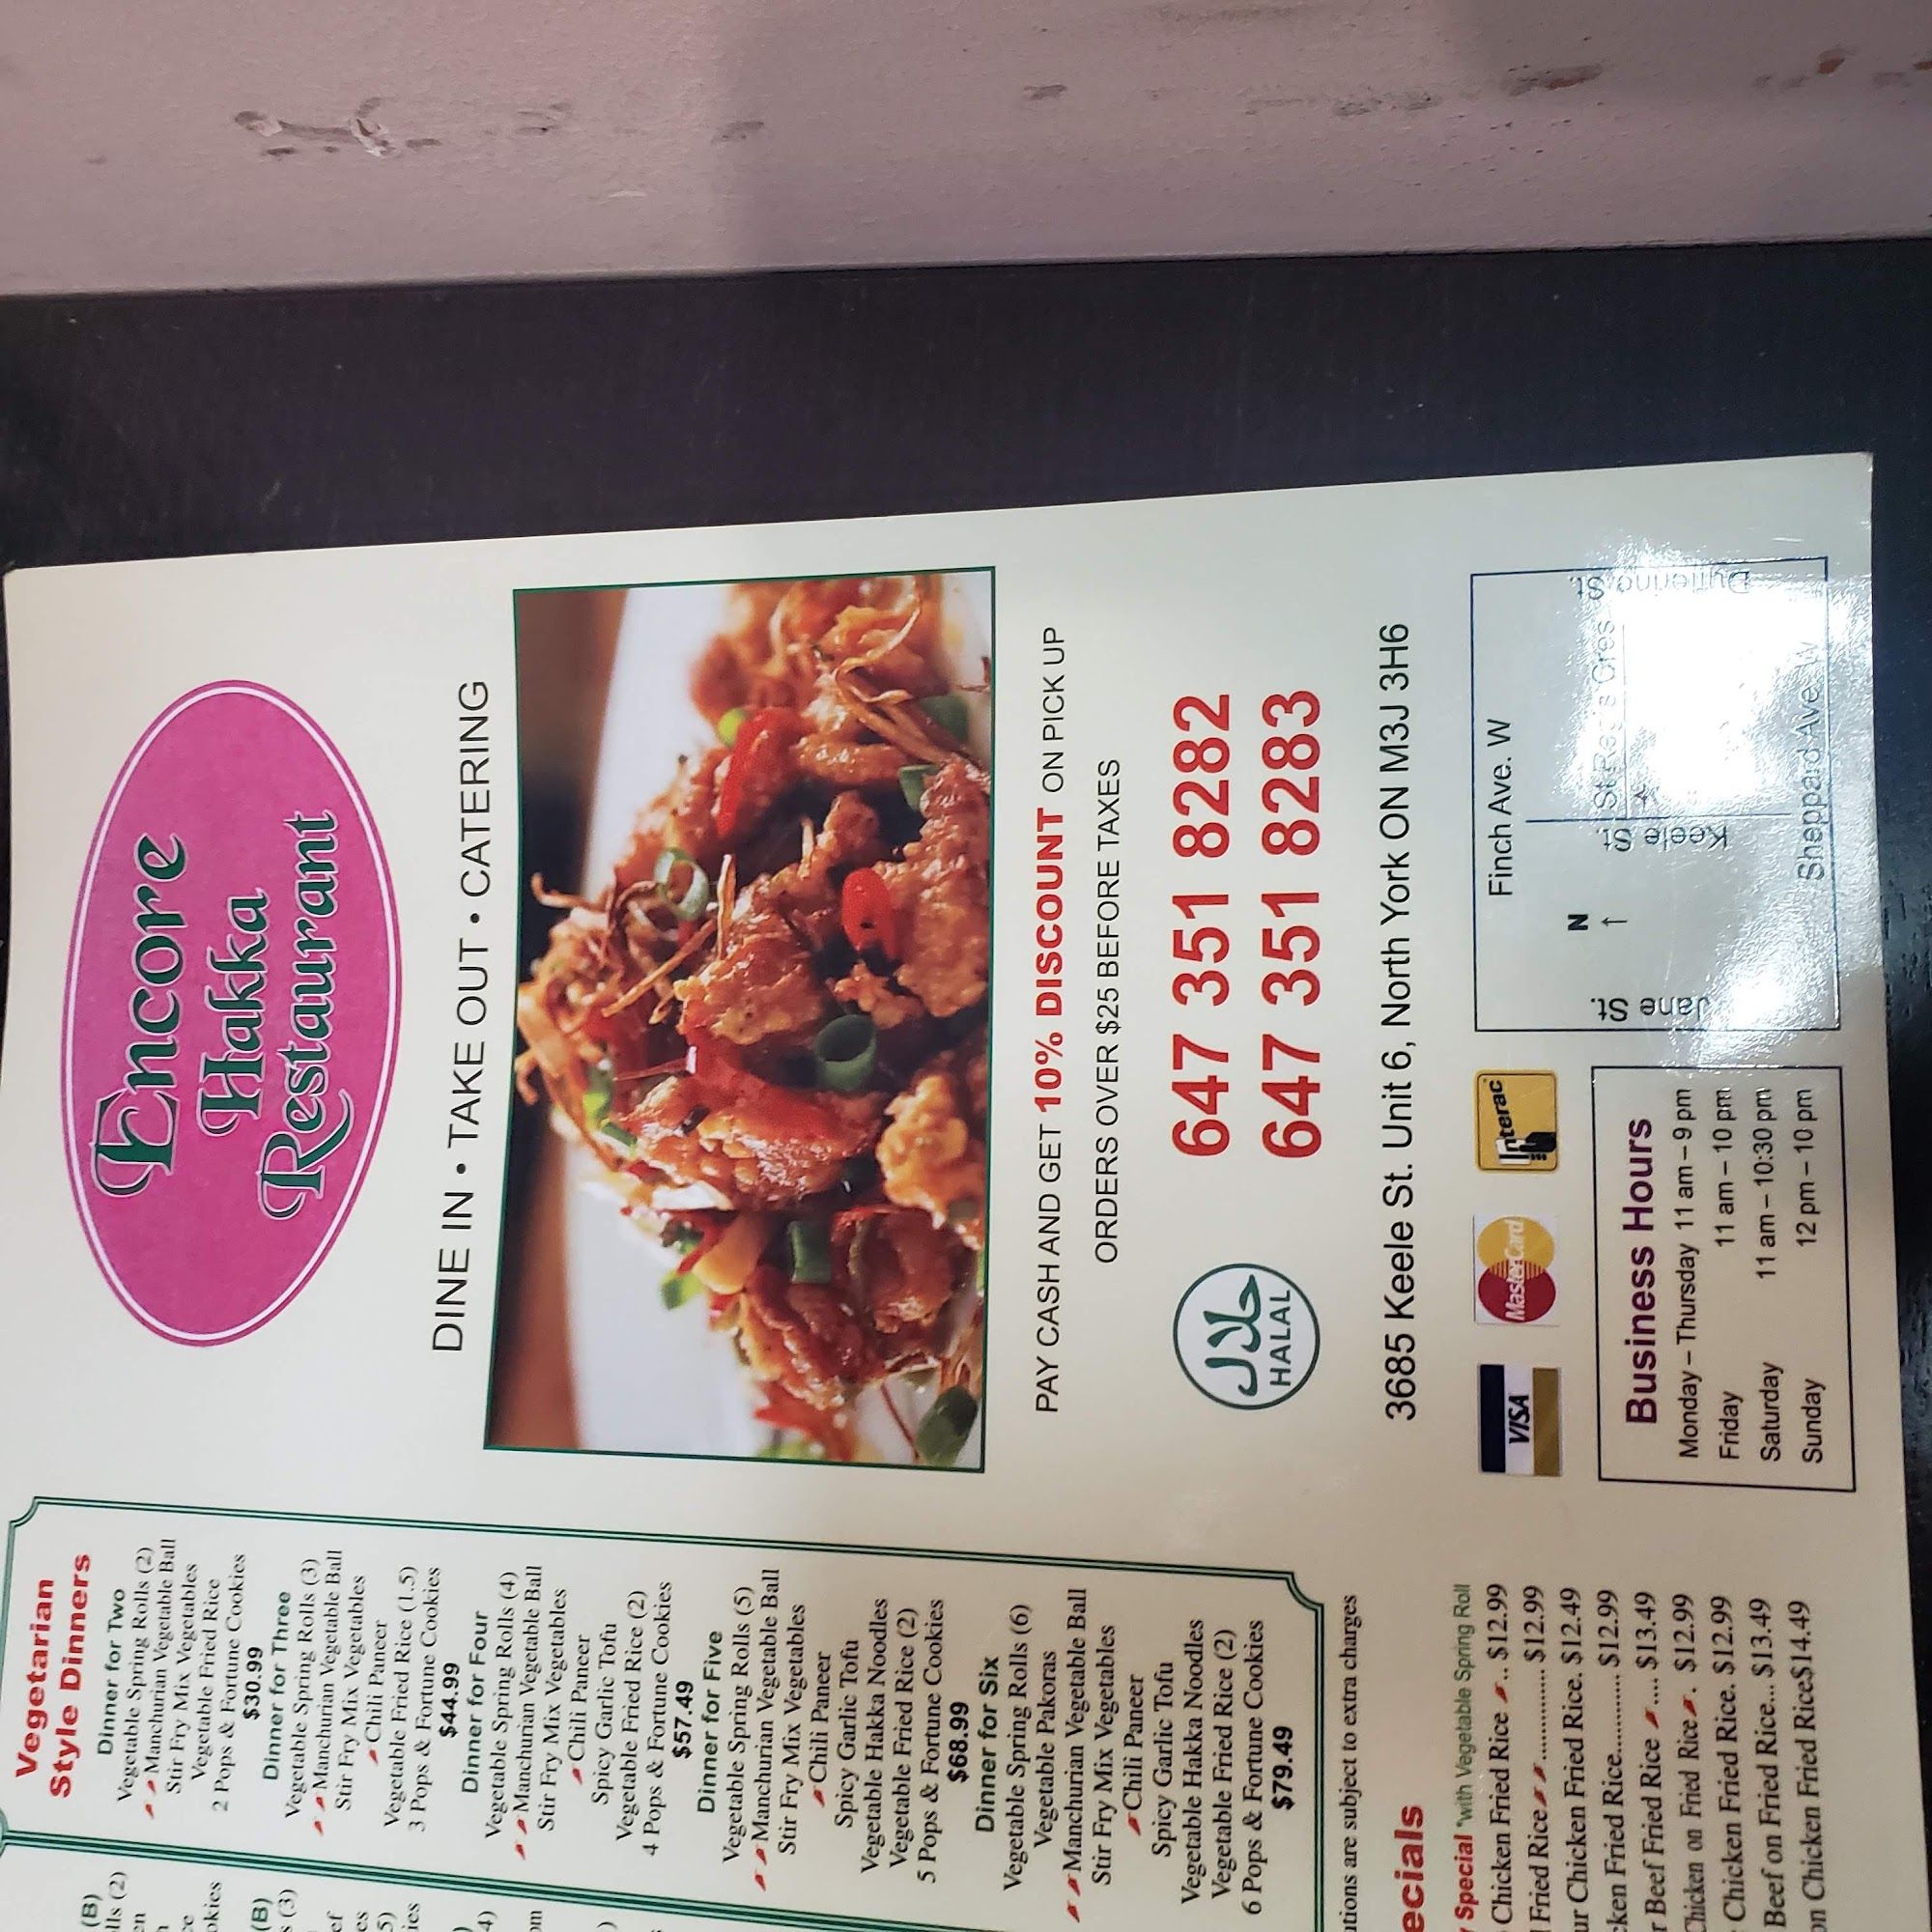 Encore
Hakka
Restaurant
DINE IN • TAKE OUT • CATERING
PAY CASH AND GET 10% DISCOUNT ON PICK UP
ORDERS OVER $25 BEFORE TAXES
حلال
HALAL
647 351 8282
647 351 8283
3685 Keele St. Unit 6, North York ON M3J 3H6
VISA
MasterCard
Interac
Business Hours
Monday – Thursday 11 am – 9 pm
Friday 11 am – 10 pm
Saturday 11 am – 10:30 pm
Sunday 12 pm – 10 pm
Finch Ave. W
N
Jane St.
Keele St.
St Regis Cres
Dufferin St.
Sheppard Ave. W
Vegetarian
Style Dinners
Dinner for Two
Vegetable Spring Rolls (2)
Manchurian Vegetable Ball
Stir Fry Mix Vegetables
Vegetable Fried Rice
2 Pops & Fortune Cookies
$30.99
Dinner for Three
Vegetable Spring Rolls (3)
Manchurian Vegetable Ball
Stir Fry Mix Vegetables
Chili Paneer
Vegetable Fried Rice (1.5)
3 Pops & Fortune Cookies
$44.99
Dinner for Four
Vegetable Spring Rolls (4)
Manchurian Vegetable Ball
Stir Fry Mix Vegetables
Chili Paneer
Spicy Garlic Tofu
Vegetable Fried Rice (2)
4 Pops & Fortune Cookies
$57.49
Dinner for Five
Vegetable Spring Rolls (5)
Manchurian Vegetable Ball
Stir Fry Mix Vegetables
Chili Paneer
Spicy Garlic Tofu
Vegetable Hakka Noodles
Vegetable Fried Rice (2)
5 Pops & Fortune Cookies
$68.99
Dinner for Six
Vegetable Spring Rolls (6)
Vegetable Pakoras
Manchurian Vegetable Ball
Stir Fry Mix Vegetables
Chili Paneer
Spicy Garlic Tofu
Vegetable Hakka Noodles
Vegetable Fried Rice (2)
6 Pops & Fortune Cookies
$79.49
are subject to extra charges
Special *with Vegetable Spring Roll
Chicken Fried Rice .. $12.99
Fried Rice ............... $12.99
Chicken Fried Rice. $12.49
Fried Rice............ $12.99
Beef Fried Rice .... $13.49
Chicken on Fried Rice . $12.99
Chicken Fried Rice. $12.99
Beef on Fried Rice... $13.49
on Chicken Fried Rice$14.49
(B)
(2)
(B)
(3)
4)